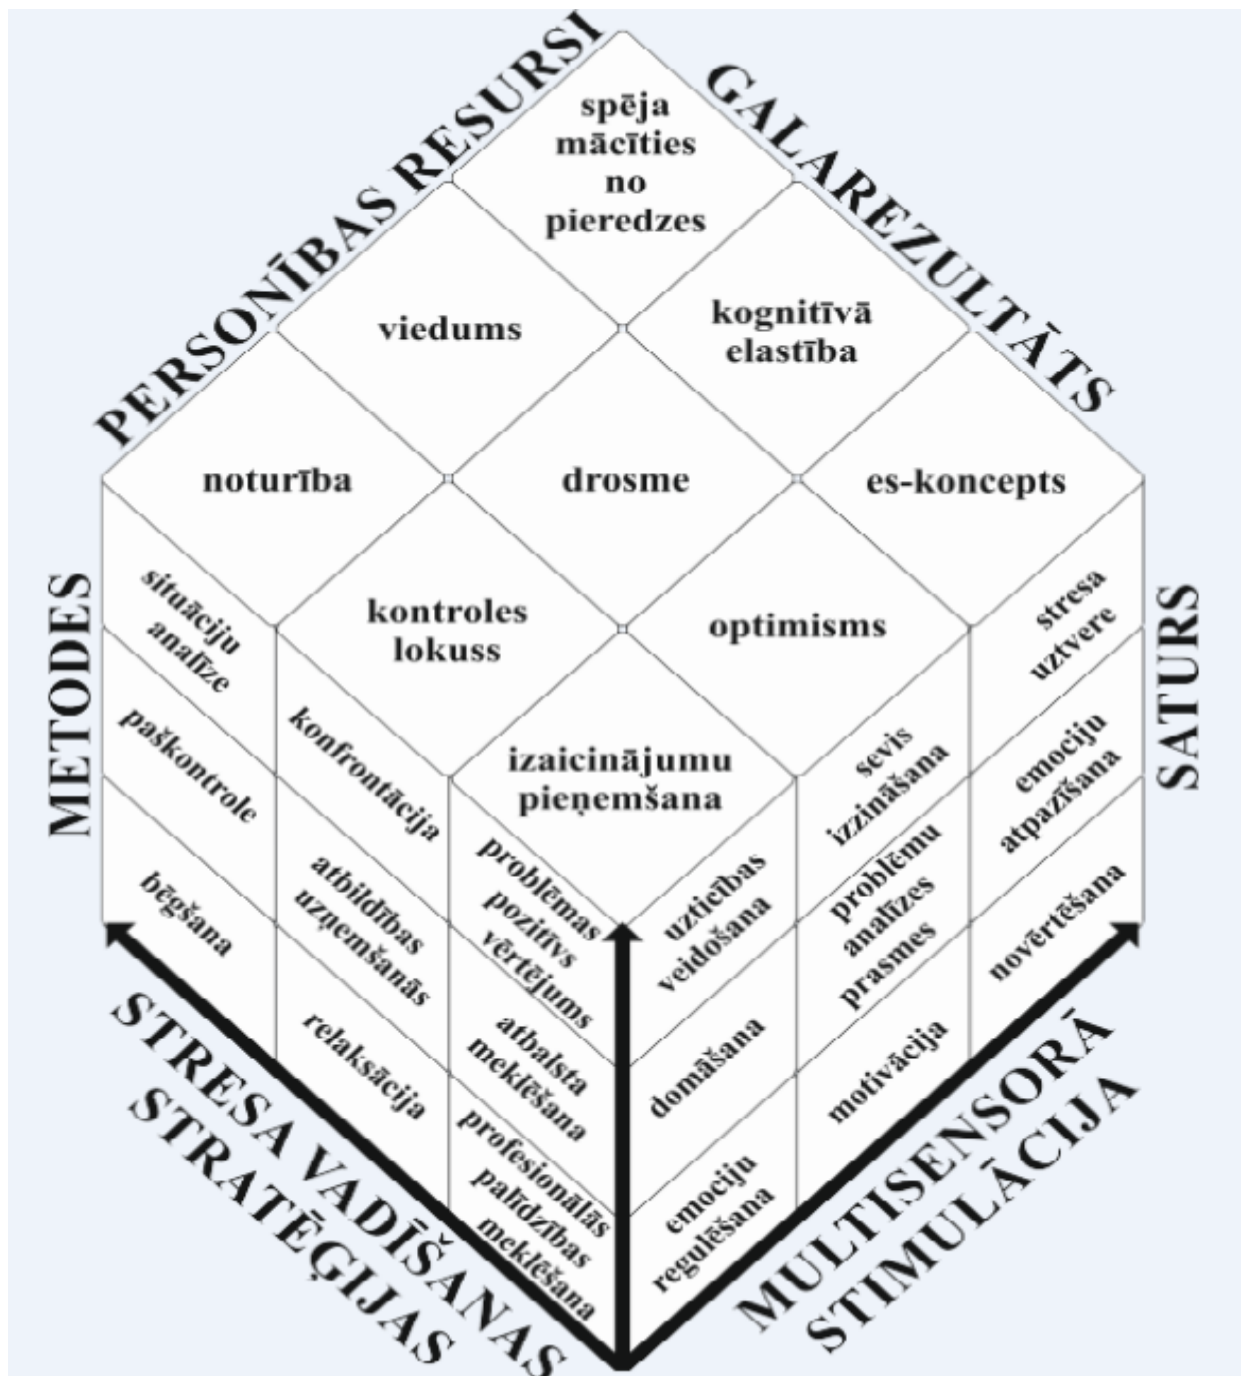 PERSONĪBAS RESURSI
GALAREZULTĀTS
spēja
mācīties
no
pieredzes
viedums
kognitīvā
elastība
noturība
drosme
es-koncepts
kontroles
lokuss
optimisms
izaicinājumu
pieņemšana
METODES
situāciju
analīze
konfrontācija
problēmas
pozitīvs
vērtējums
paškontrole
atbildības
uzņemšanās
atbalsta
meklēšana
bēgšana
relaksācija
profesionālās
palīdzības
meklēšana
SATURS
uzticības
veidošana
sevis
izzināšana
stresa
uztvere
domāšana
problēmu
analīzes
prasmes
emociju
atpazīšana
emociju
regulēšana
motivācija
novērtēšana
STRESA VADĪŠANAS
STRATĒĢIJAS
MULTISENSORĀ
STIMULĀCIJA